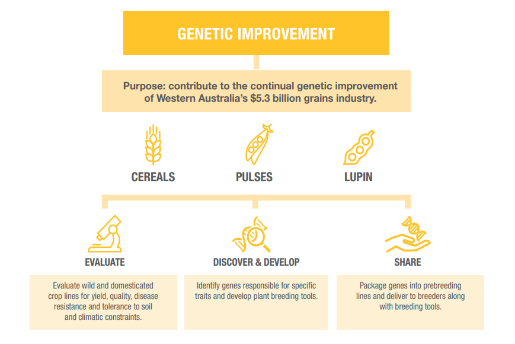 GENETIC IMPROVEMENT
Purpose: contribute to the continual genetic improvement
of Western Australia's $5.3 billion grains industry.
CEREALS
PULSES
LUPIN
EVALUATE
Evaluate wild and domesticated
crop lines for yield, quality, disease
resistance and tolerance to soil
and climatic constraints.
DISCOVER & DEVELOP
Identify genes responsible for specific
traits and develop plant breeding tools.
SHARE
Package genes into prebreeding
lines and deliver to breeders along
with breeding tools.